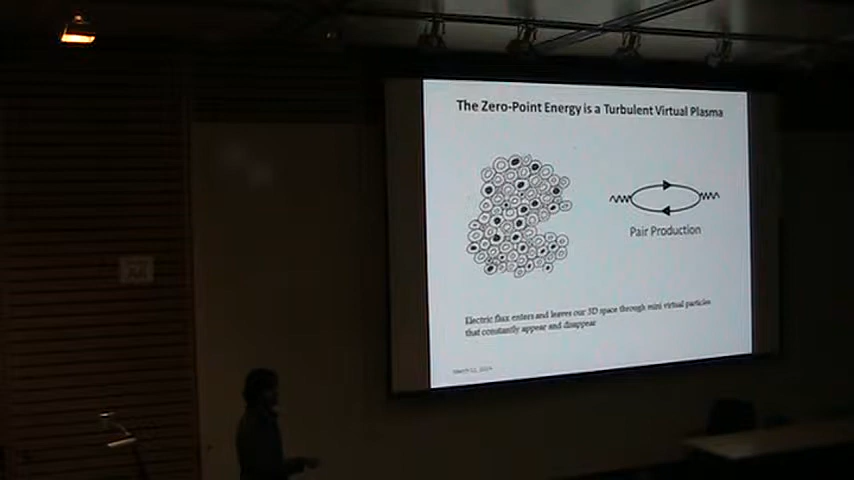 The Zero-Point Energy is a Turbulent Virtual Plasma
Pair Production
Electric flux enters and leaves our 3D space through mini virtual particles
that constantly appear and disappear